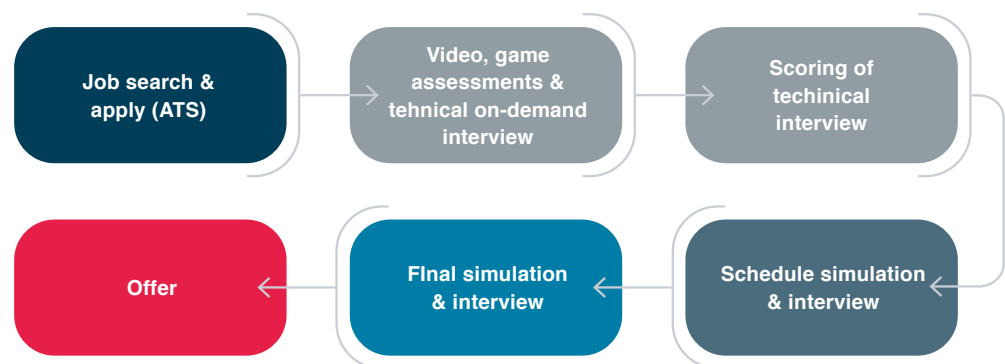 Job search &
apply (ATS)
Video, game
assessments &
tehnical on-demand
interview
Scoring of
techinical
interview
Offer
FInal simulation
& interview
Schedule simulation
& interview